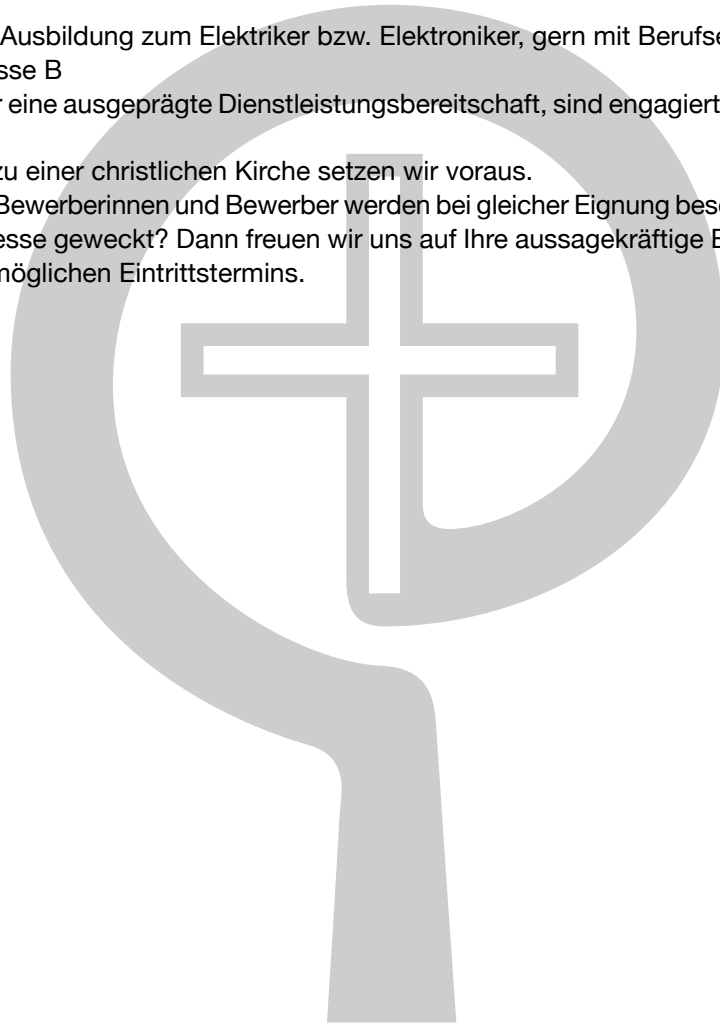 Ausbildung zum Elektriker bzw. Elektroniker, gern mit Berufse
sse B
r eine ausgeprägte Dienstleistungsbereitschaft, sind engagiert
zu einer christlichen Kirche setzen wir voraus.
Bewerberinnen und Bewerber werden bei gleicher Eignung bes
esse geweckt? Dann freuen wir uns auf Ihre aussagekräftige B
möglichen Eintrittstermins.